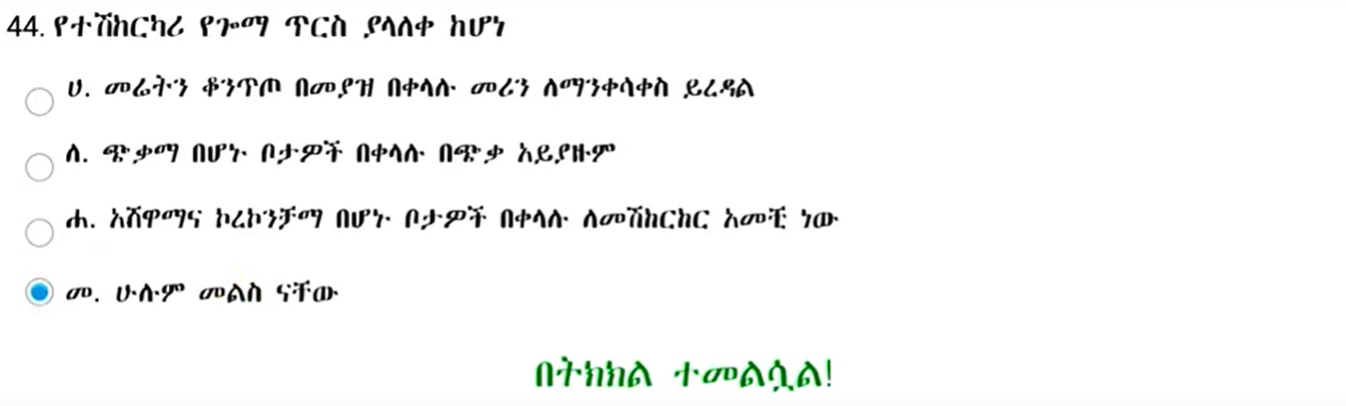 44. የተሽከርካሪ የጐማ ጥርስ ያላለቀ ከሆነ
ሀ. መሬትን ቆንጥጦ በመያዝ በቀላሉ መሪን ለማንቀሳቀስ ይረዳል
ለ. ጭቃማ በሆኑ ቦታዎች በቀላሉ በጭቃ አይያዙም
ሐ. አሸዋማና ኮረኮንቻማ በሆኑ ቦታዎች በቀላሉ ለመሽከርከር አመቺ ነው
መ. ሁሉም መልስ ናቸው
በትክክል ተመልሷል!